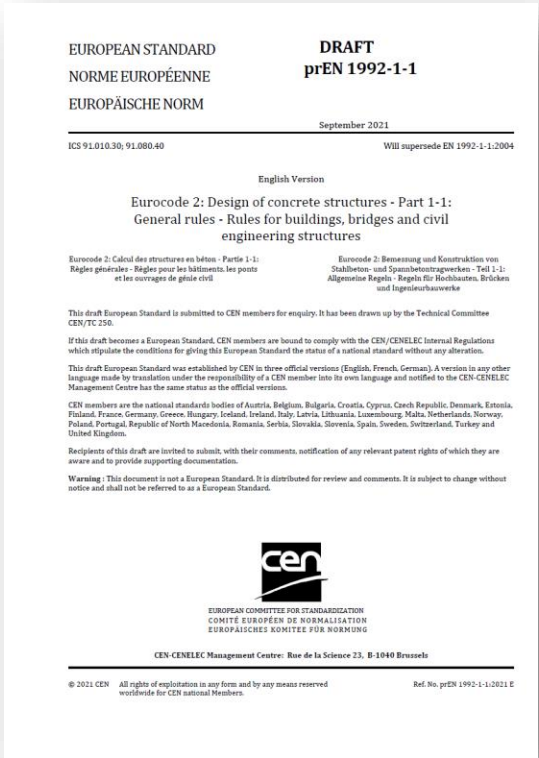 EUROPEAN STANDARD
NORME EUROPÉENNE
EUROPÄISCHE NORM
DRAFT
prEN 1992-1-1
September 2021
ICS 91.010.30; 91.080.40
Will supersede EN 1992-1-1:2004
English Version
Eurocode 2: Design of concrete structures - Part 1-1:
General rules - Rules for buildings, bridges and civil
engineering structures
Eurocode 2: Calcul des structures en béton - Partie 1-1:
Règles générales - Règles pour les bâtiments, les ponts
et les ouvrages de génie civil
Eurocode 2: Bemessung und Konstruktion von
Stahlbeton- und Spannbetontragwerken - Teil 1-1:
Allgemeine Regeln - Regeln für Hochbauten, Brücken
und Ingenieurbauwerke
This draft European Standard is submitted to CEN members for enquiry. It has been drawn up by the Technical Committee
CEN/TC 250.
If this draft becomes a European Standard, CEN members are bound to comply with the CEN/CENELEC Internal Regulations
which stipulate the conditions for giving this European Standard the status of a national standard without any alteration.
This draft European Standard was established by CEN in three official versions (English, French, German). A version in any other
language made by translation under the responsibility of a CEN member into its own language and notified to the CEN-CENELEC
Management Centre has the same status as the official versions.
CEN members are the national standards bodies of Austria, Belgium, Bulgaria, Croatia, Cyprus, Czech Republic, Denmark, Estonia,
Finland, France, Germany, Greece, Hungary, Iceland, Ireland, Italy, Latvia, Lithuania, Luxembourg, Malta, Netherlands, Norway,
Poland, Portugal, Republic of North Macedonia, Romania, Serbia, Slovakia, Slovenia, Spain, Sweden, Switzerland, Turkey and
United Kingdom.
Recipients of this draft are invited to submit, with their comments, notification of any relevant patent rights of which they are
aware and to provide supporting documentation.
Warning : This document is not a European Standard. It is distributed for review and comments. It is subject to change without
notice and shall not be referred to as a European Standard.
cen
EUROPEAN COMMITTEE FOR STANDARDIZATION
COMITÉ EUROPÉEN DE NORMALISATION
EUROPÄISCHES KOMITEE FÜR NORMUNG
CEN-CENELEC Management Centre: Rue de la Science 23, B-1040 Brussels
© 2021 CEN All rights of exploitation in any form and by any means reserved
worldwide for CEN national Members.
Ref. No. prEN 1992-1-1:2021 E